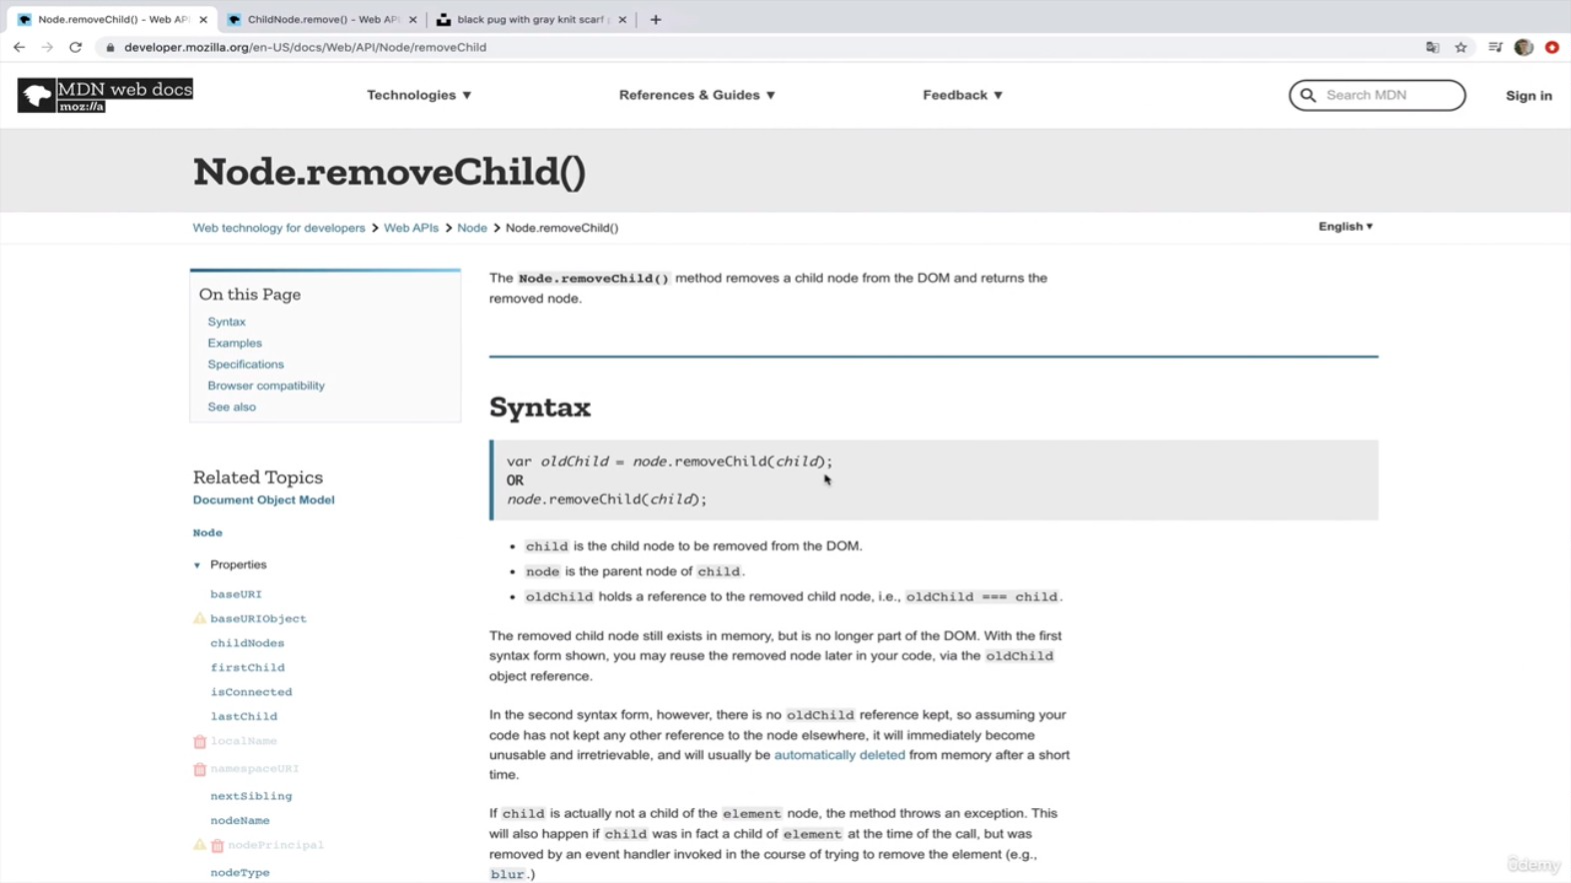 Node.removeChild() - Web API
ChildNode.remove() - Web API
black pug with gray knit scarf
developer.mozilla.org/en-US/docs/Web/API/Node/removeChild
MDN web docs
moz://a
Technologies ▼
References & Guides ▼
Feedback ▼
Search MDN
Sign in
Node.removeChild()
Web technology for developers > Web APIs > Node > Node.removeChild()
English ▼
On this Page
Syntax
Examples
Specifications
Browser compatibility
See also
Related Topics
Document Object Model
Node
▼ Properties
baseURI
baseURIObject
childNodes
firstChild
isConnected
lastChild
localName
namespaceURI
nextSibling
nodeName
nodePrincipal
nodeType
The Node.removeChild() method removes a child node from the DOM and returns the
removed node.
Syntax
var oldChild = node.removeChild(child);
OR
node.removeChild(child);
• child is the child node to be removed from the DOM.
• node is the parent node of child.
• oldChild holds a reference to the removed child node, i.e., oldChild === child.
The removed child node still exists in memory, but is no longer part of the DOM. With the first
syntax form shown, you may reuse the removed node later in your code, via the oldChild
object reference.
In the second syntax form, however, there is no oldChild reference kept, so assuming your
code has not kept any other reference to the node elsewhere, it will immediately become
unusable and irretrievable, and will usually be automatically deleted from memory after a short
time.
If child is actually not a child of the element node, the method throws an exception. This
will also happen if child was in fact a child of element at the time of the call, but was
removed by an event handler invoked in the course of trying to remove the element (e.g.,
blur.)
ûdemy